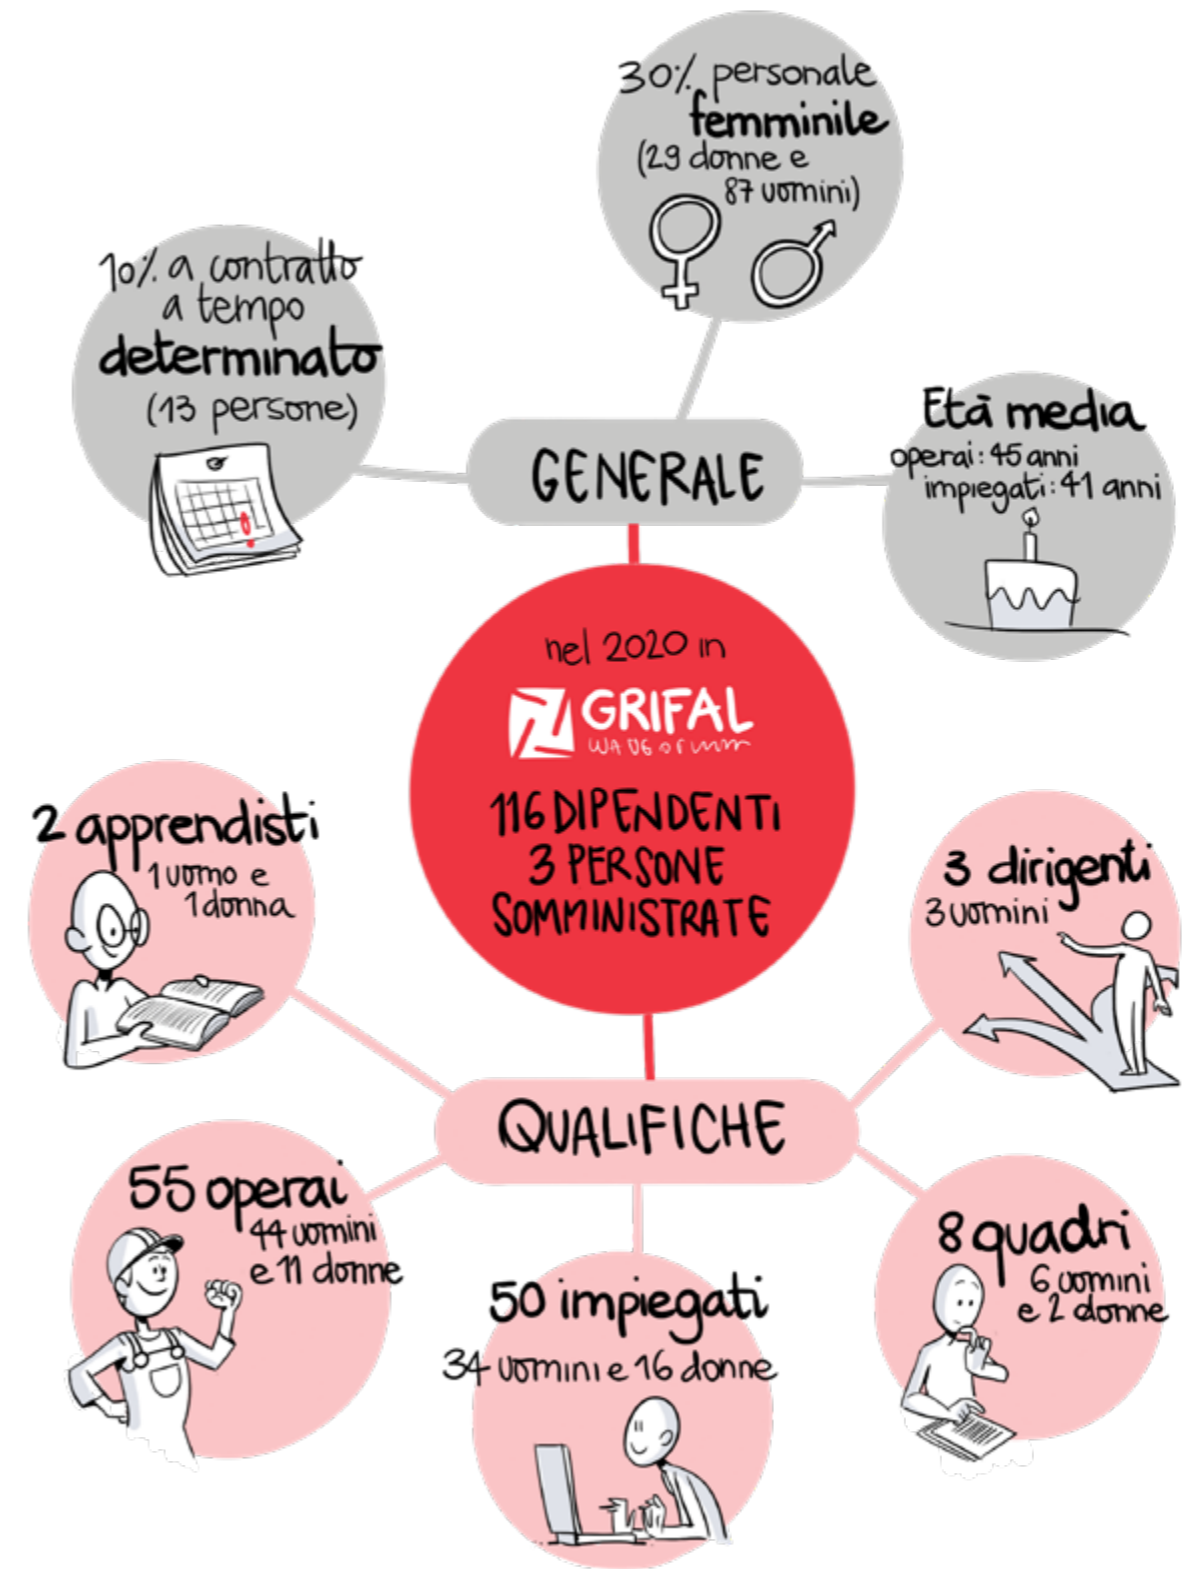 30% personale
femminile
(29 donne e
87 uomini)
10% a contratto
a tempo
determinato
(13 persone)
Età media
operai: 45 anni
impiegati: 41 anni
GENERALE
nel 2020 in
GRIFAL
116 DIPENDENTI
3 PERSONE
SOMMINISTRATE
2 apprendisti
1 uomo e
1 donna
3 dirigenti
3 uomini
QUALIFICHE
55 operai
44 uomini
e 11 donne
8 quadri
6 uomini
e 2 donne
50 impiegati
34 uomini e 16 donne